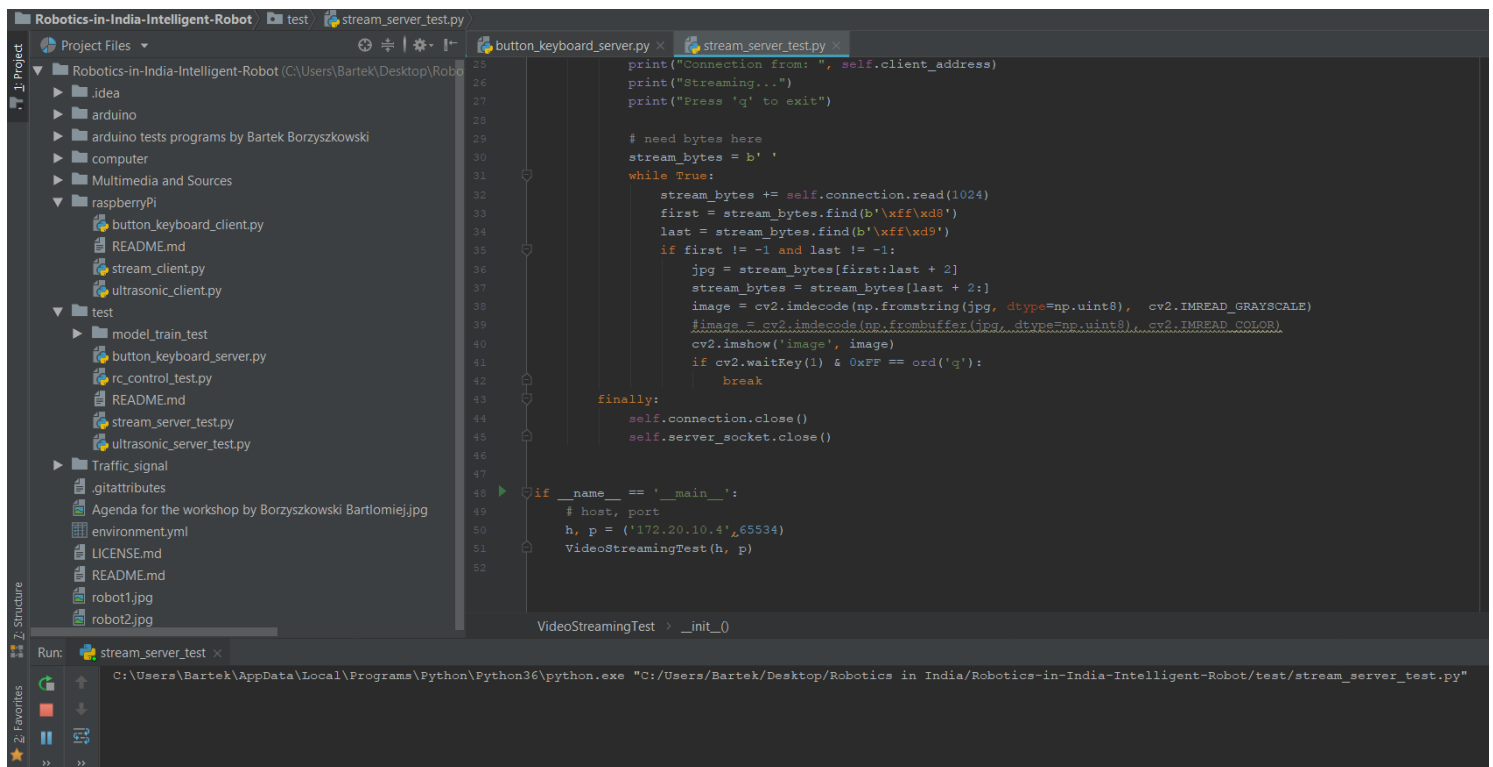 Robotics-in-India-Intelligent-Robot test stream_server_test.py
1: Project
Project Files
Robotics-in-India-Intelligent-Robot (C:\Users\Bartek\Desktop\Robo
.idea
arduino
arduino tests programs by Bartek Borzyszkowski
computer
Multimedia and Sources
raspberryPi
button_keyboard_client.py
README.md
stream_client.py
ultrasonic_client.py
test
model_train_test
button_keyboard_server.py
rc_control_test.py
README.md
stream_server_test.py
ultrasonic_server_test.py
Traffic_signal
.gitattributes
Agenda for the workshop by Borzyszkowski Bartlomiej.jpg
environment.yml
LICENSE.md
README.md
robot1.jpg
robot2.jpg
button_keyboard_server.py stream_server_test.py
25 print("Connection from: ", self.client_address)
26 print("Streaming...")
27 print("Press 'q' to exit")
28
29 # need bytes here
30 stream_bytes = b' '
31 while True:
32 stream_bytes += self.connection.read(1024)
33 first = stream_bytes.find(b'\xff\xd8')
34 last = stream_bytes.find(b'\xff\xd9')
35 if first != -1 and last != -1:
36 jpg = stream_bytes[first:last + 2]
37 stream_bytes = stream_bytes[last + 2:]
38 image = cv2.imdecode(np.fromstring(jpg, dtype=np.uint8), cv2.IMREAD_GRAYSCALE)
39 #image = cv2.imdecode(np.frombuffer(jpg, dtype=np.uint8), cv2.IMREAD_COLOR)
40 cv2.imshow('image', image)
41 if cv2.waitKey(1) & 0xFF == ord('q'):
42 break
43 finally:
44 self.connection.close()
45 self.server_socket.close()
46
47
48 if __name__ == '__main__':
49 # host, port
50 h, p = ('172.20.10.4',65534)
51 VideoStreamingTest(h, p)
52
VideoStreamingTest > __init__()
Z: Structure
2: Favorites
Run: stream_server_test
C:\Users\Bartek\AppData\Local\Programs\Python\Python36\python.exe "C:/Users/Bartek/Desktop/Robotics in India/Robotics-in-India-Intelligent-Robot/test/stream_server_test.py"